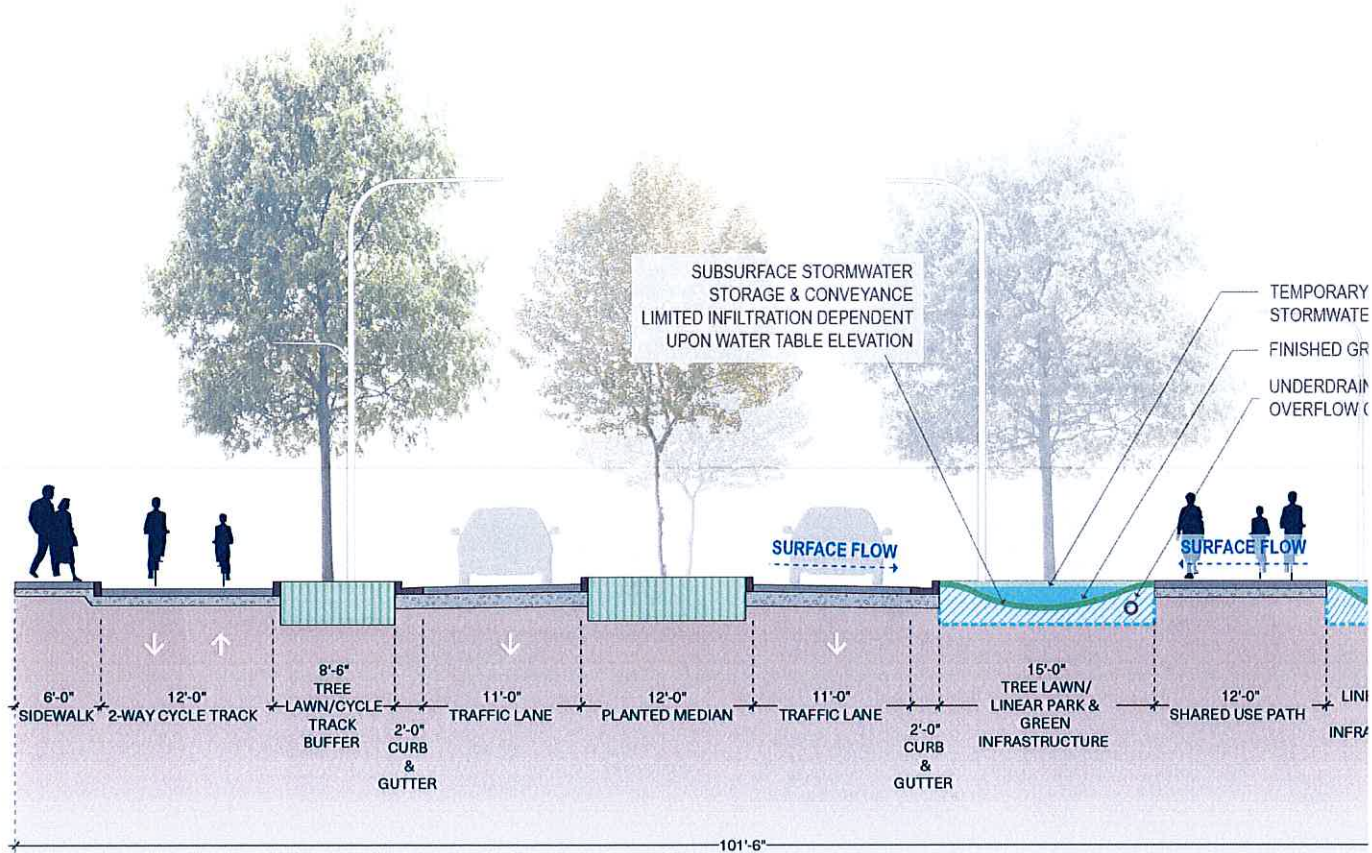 SUBSURFACE STORMWATER
STORAGE & CONVEYANCE
LIMITED INFILTRATION DEPENDENT
UPON WATER TABLE ELEVATION
TEMPORARY
STORMWATE
FINISHED GR
UNDERDRAIN
OVERFLOW
SURFACE FLOW
SURFACE FLOW
6'-0"
SIDEWALK
12'-0"
2-WAY CYCLE TRACK
8'-6"
TREE
LAWN/CYCLE
TRACK
BUFFER
2'-0"
CURB
&
GUTTER
11'-0"
TRAFFIC LANE
12'-0"
PLANTED MEDIAN
11'-0"
TRAFFIC LANE
2'-0"
CURB
&
GUTTER
15'-0"
TREE LAWN/
LINEAR PARK &
GREEN
INFRASTRUCTURE
12'-0"
SHARED USE PATH
LINE
INFRA
101'-6"